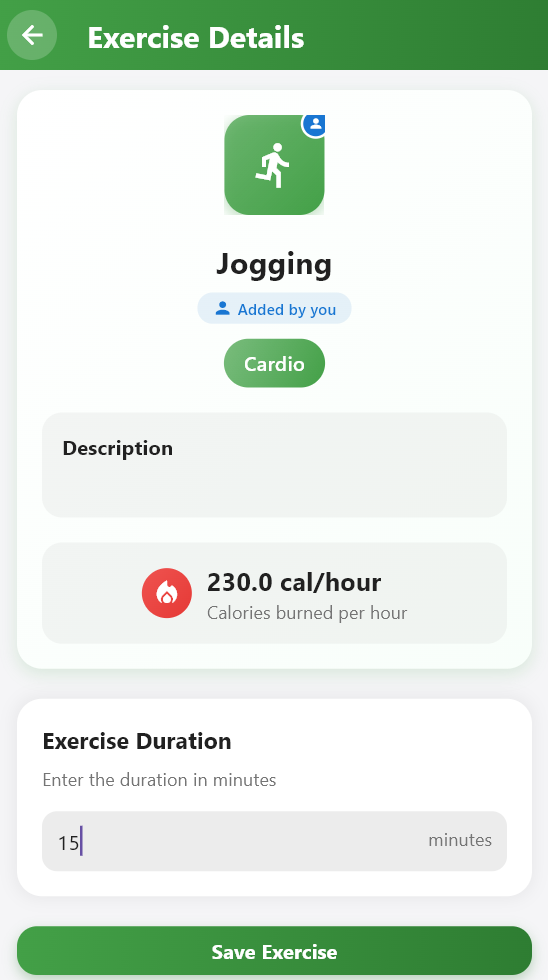 Exercise Details
Jogging
Added by you
Cardio
Description
230.0 cal/hour
Calories burned per hour
Exercise Duration
Enter the duration in minutes
15
minutes
Save Exercise